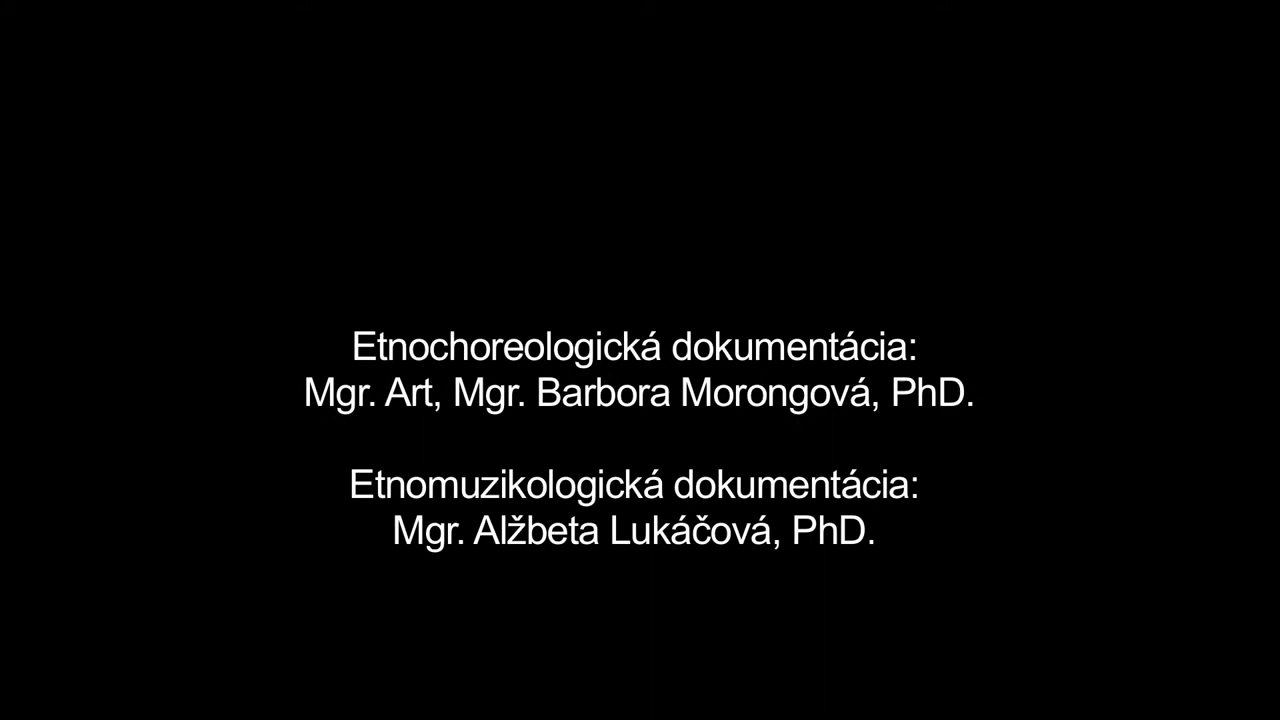 Etnochoreologická dokumentácia:
Mgr. Art, Mgr. Barbora Morongová, PhD.
Etnomuzikologická dokumentácia:
Mgr. Alžbeta Lukáčová, PhD.